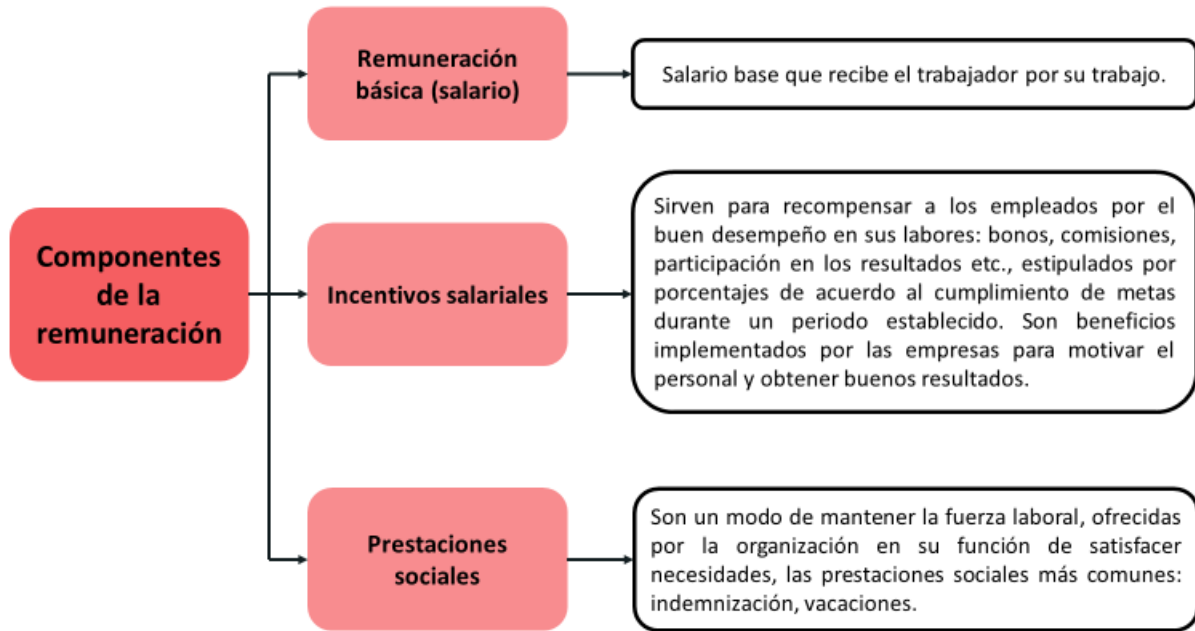 Componentes
de la
remuneración
Remuneración
básica (salario)
Salario base que recibe el trabajador por su trabajo.
Incentivos salariales
Sirven para recompensar a los empleados por el
buen desempeño en sus labores: bonos, comisiones,
participación en los resultados etc., estipulados por
porcentajes de acuerdo al cumplimiento de metas
durante un periodo establecido. Son beneficios
implementados por las empresas para motivar el
personal y obtener buenos resultados.
Prestaciones
sociales
Son un modo de mantener la fuerza laboral, ofrecidas
por la organización en su función de satisfacer
necesidades, las prestaciones sociales más comunes:
indemnización, vacaciones.